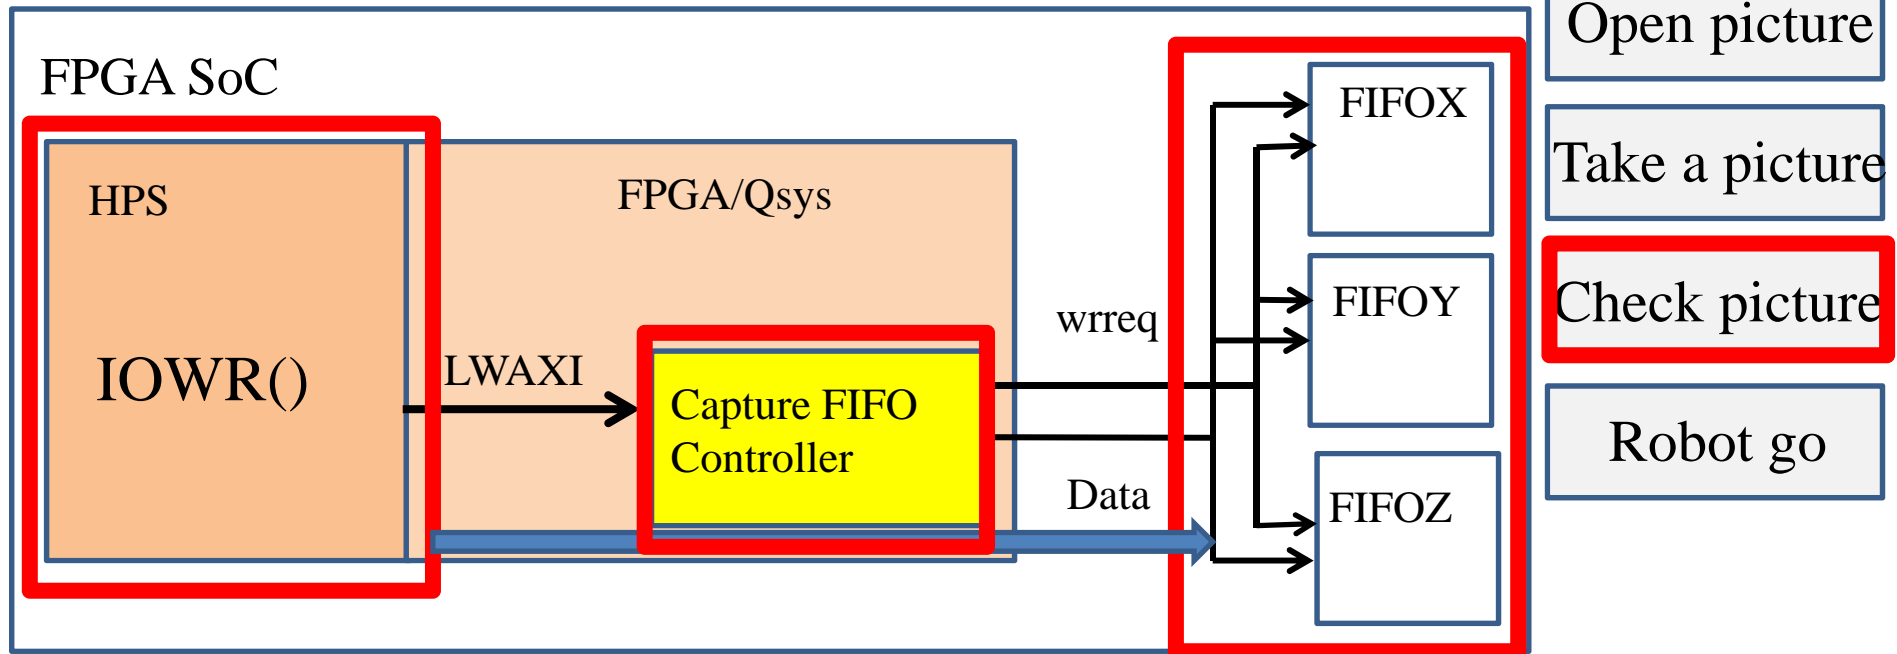 FPGA SoC
HPS
IOWR()
FPGA/Qsys
LWAXI
Capture FIFO
Controller
wrreq
Data
FIFOX
FIFOY
FIFOZ
Open picture
Take a picture
Check picture
Robot go